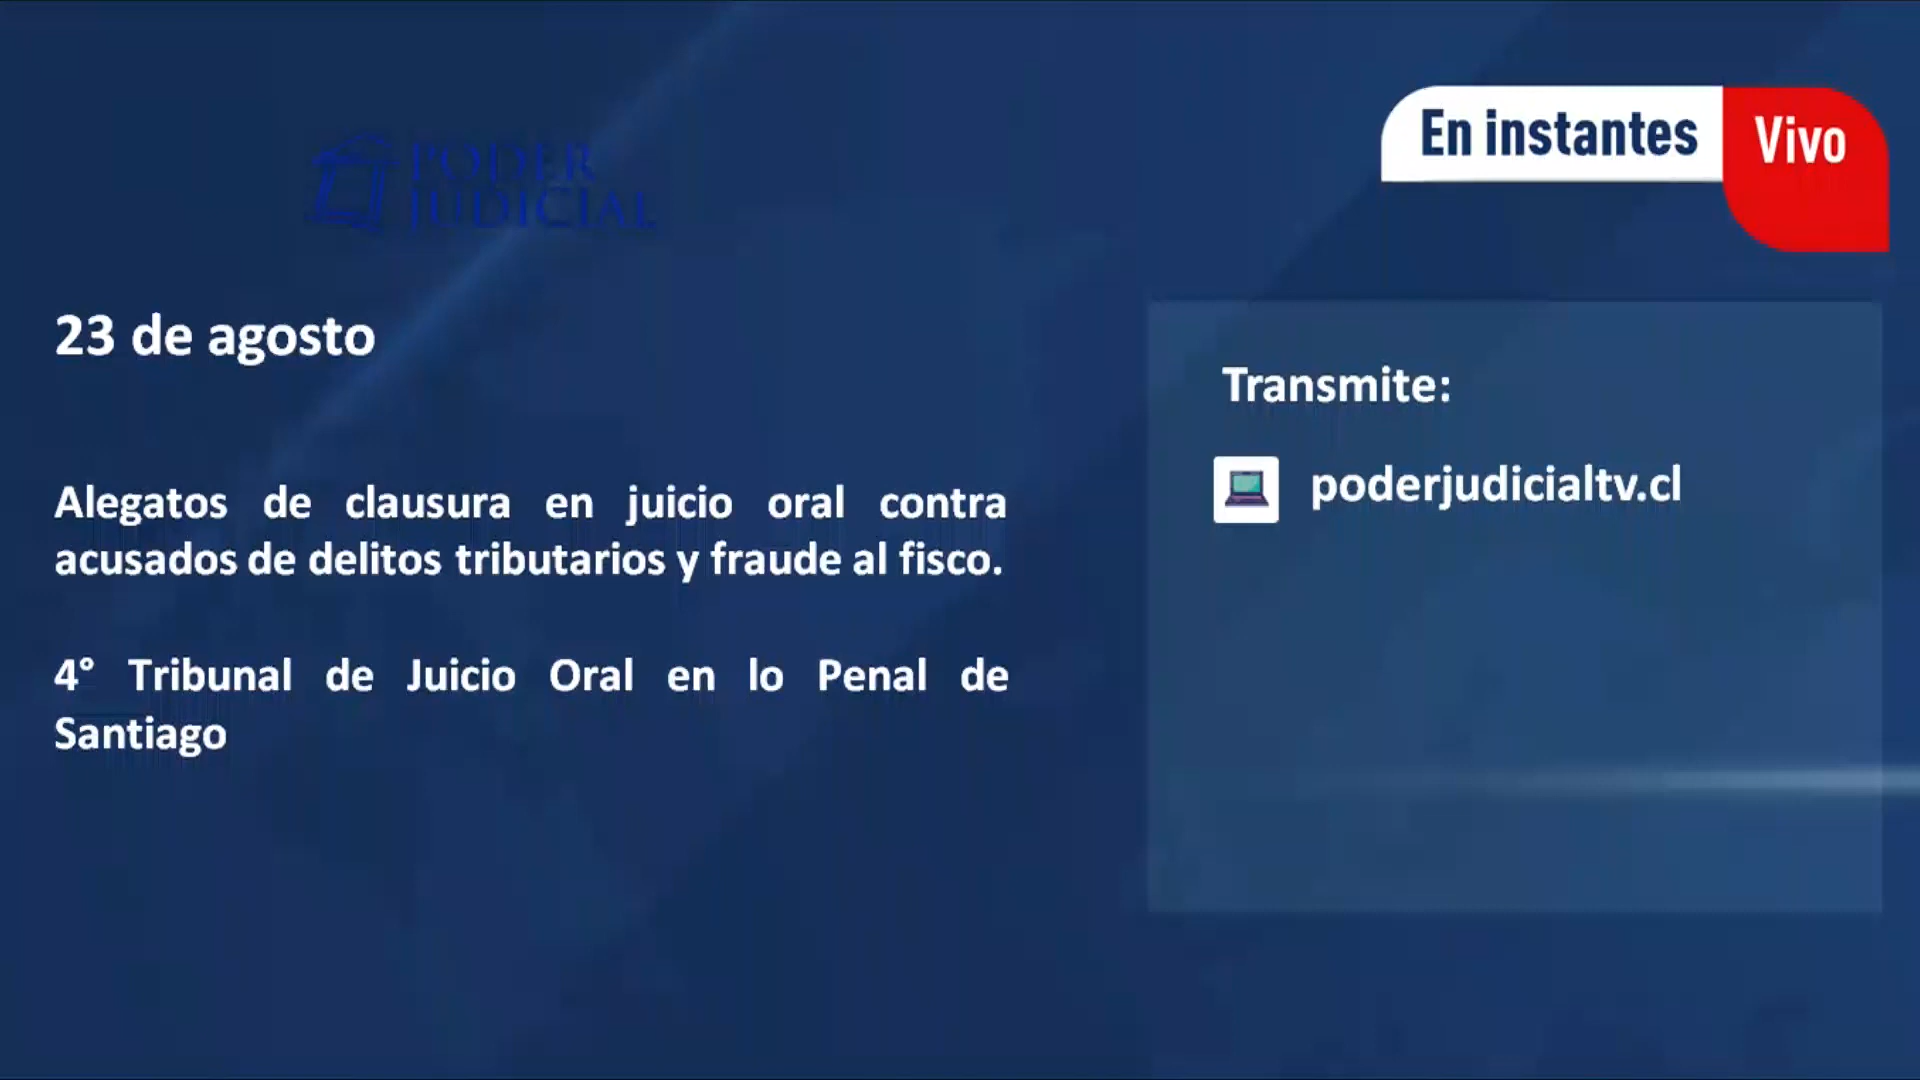 PODER
JUDICIAL
En instantes
Vivo
23 de agosto
Alegatos de clausura en juicio oral contra
acusados de delitos tributarios y fraude al fisco.
4° Tribunal de Juicio Oral en lo Penal de
Santiago
Transmite:
poderjudicialtv.cl